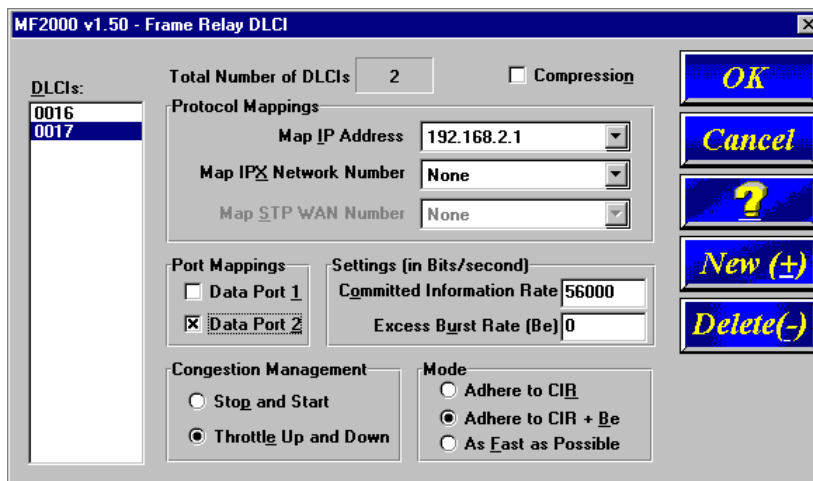 MF2000 v1.50 - Frame Relay DLCI
DLCIs:
0016
0017
Total Number of DLCIs 2
Compression
Protocol Mappings
Map IP Address 192.168.2.1
Map IPX Network Number None
Map STP WAN Number None
Port Mappings
Data Port 1
Data Port 2
Settings (in Bits/second)
Committed Information Rate 56000
Excess Burst Rate (Be) 0
Congestion Management
Stop and Start
Throttle Up and Down
Mode
Adhere to CIR
Adhere to CIR + Be
As Fast as Possible
OK
Cancel
?
New (+)
Delete(-)